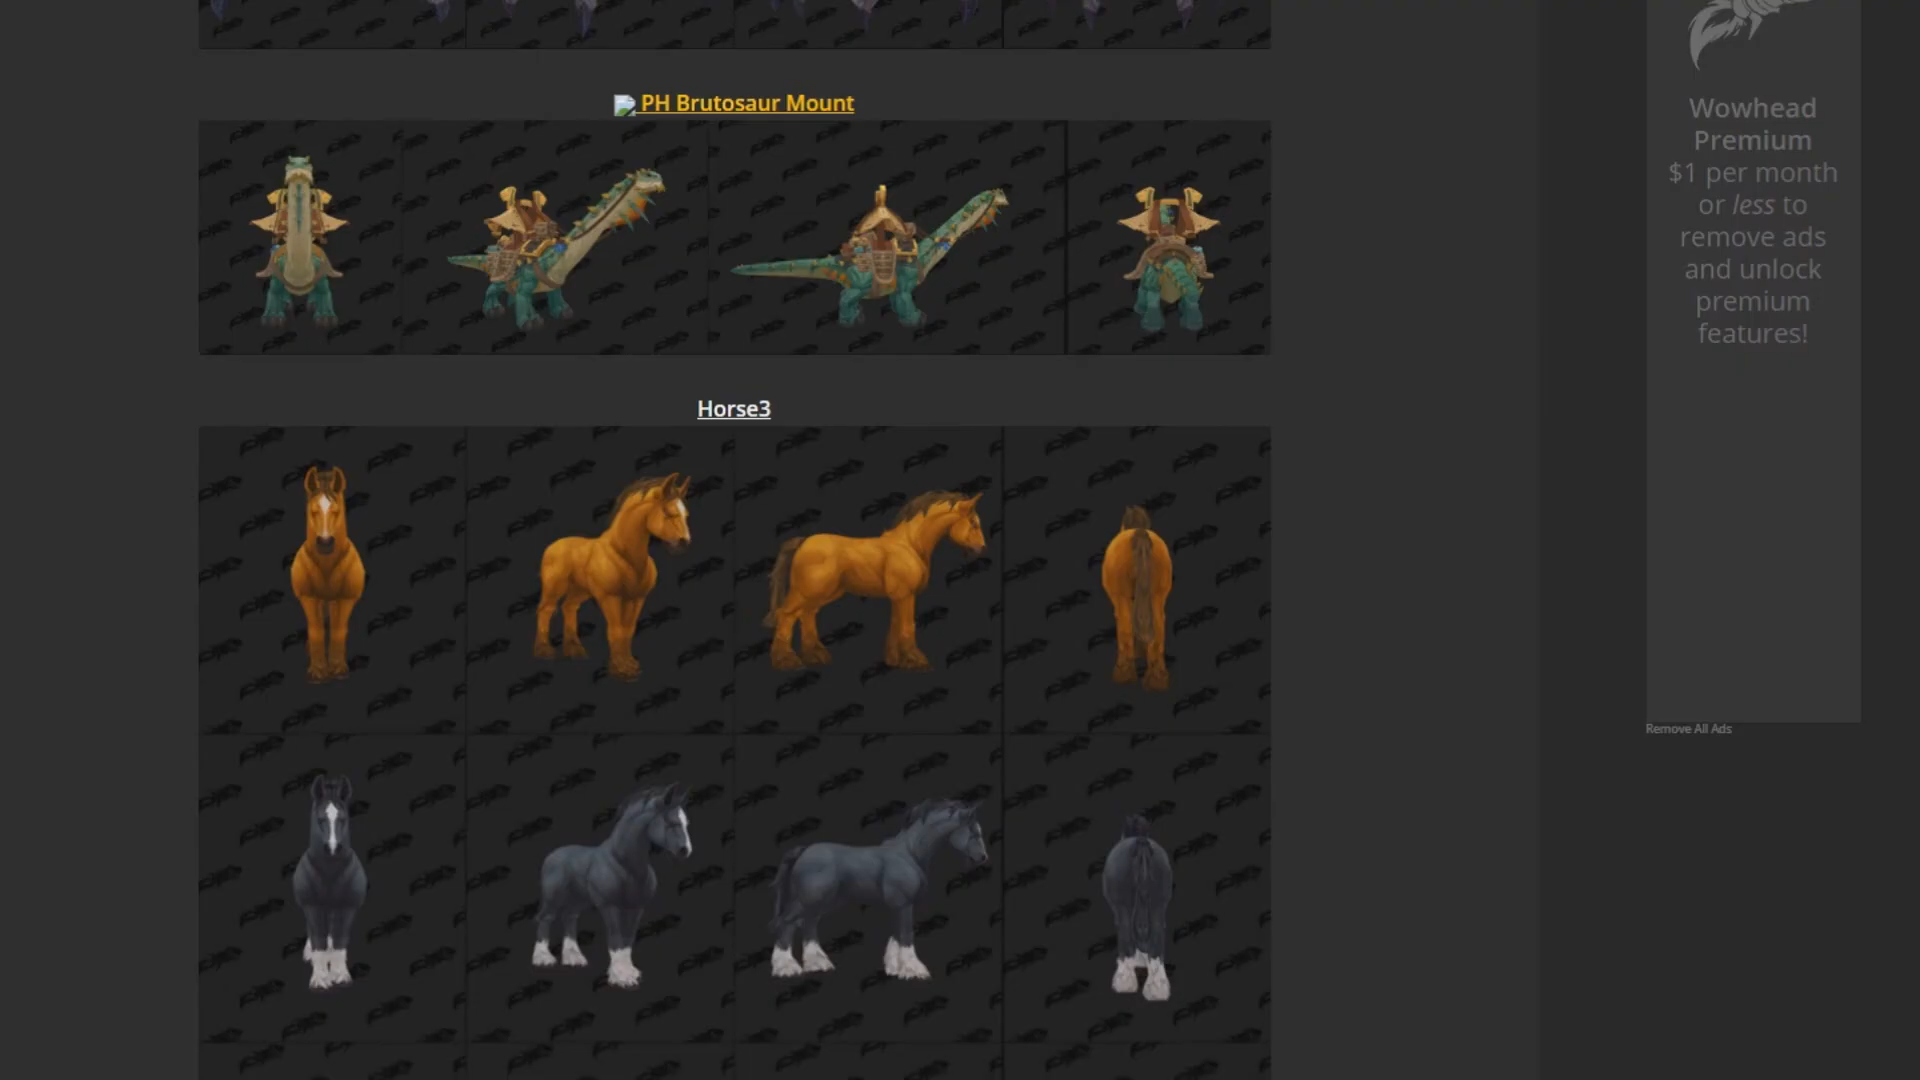 PH Brutosaur Mount
Horse3
Wowhead
Premium
$1 per month
or less to
remove ads
and unlock
premium
features!
Remove All Ads